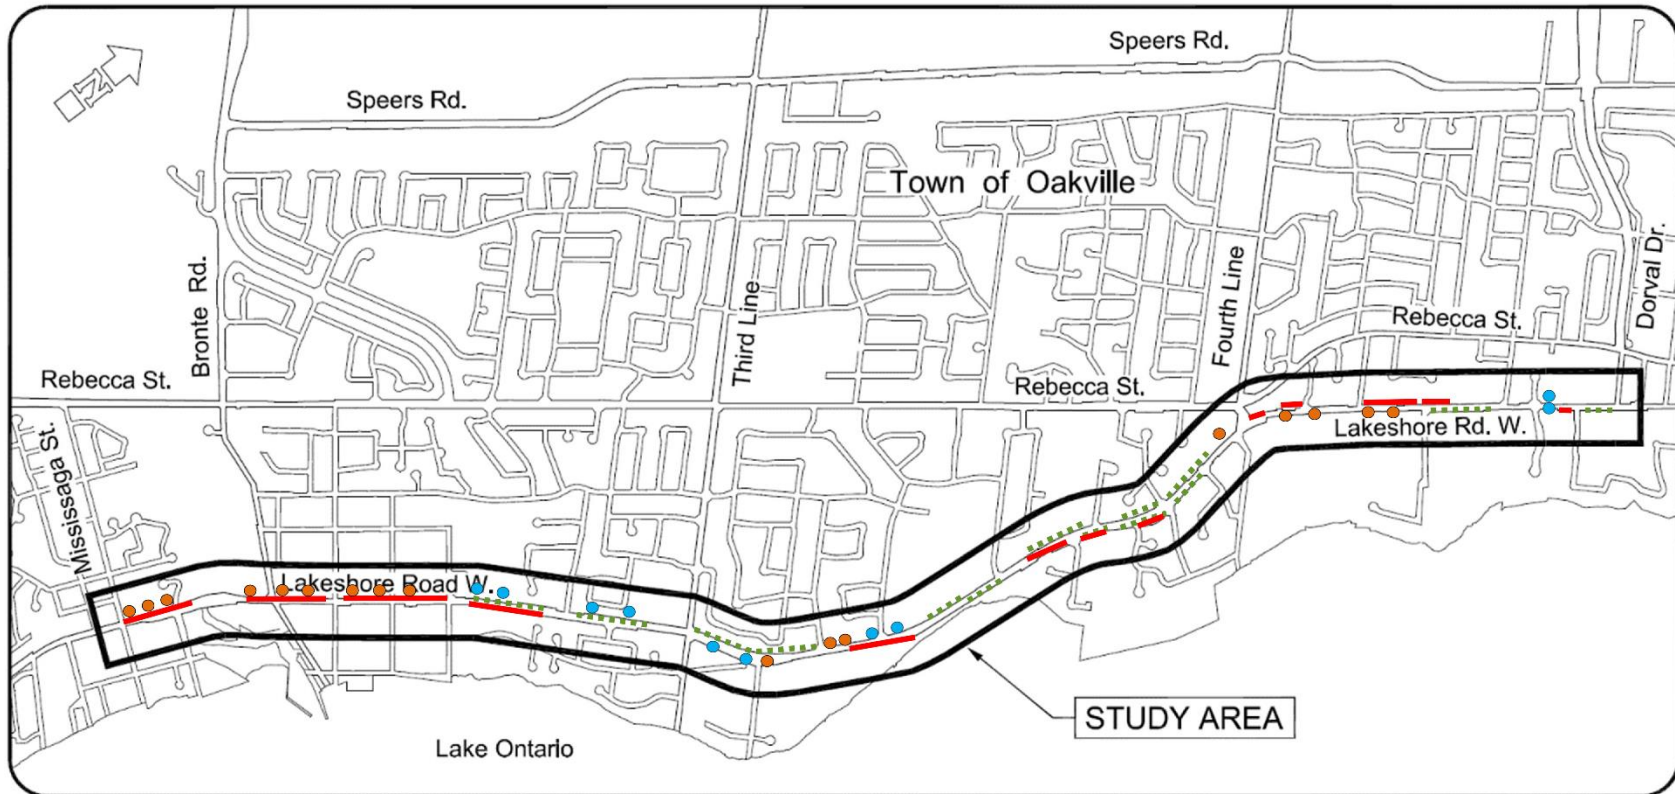 Speers Rd.
Speers Rd.
N
Town of Oakville
Bronte Rd.
Third Line
Fourth Line
Dorval Dr.
Rebecca St.
Rebecca St.
Rebecca St.
Mississaga St.
Lakeshore Rd. W.
Lakeshore Road W.
STUDY AREA
Lake Ontario